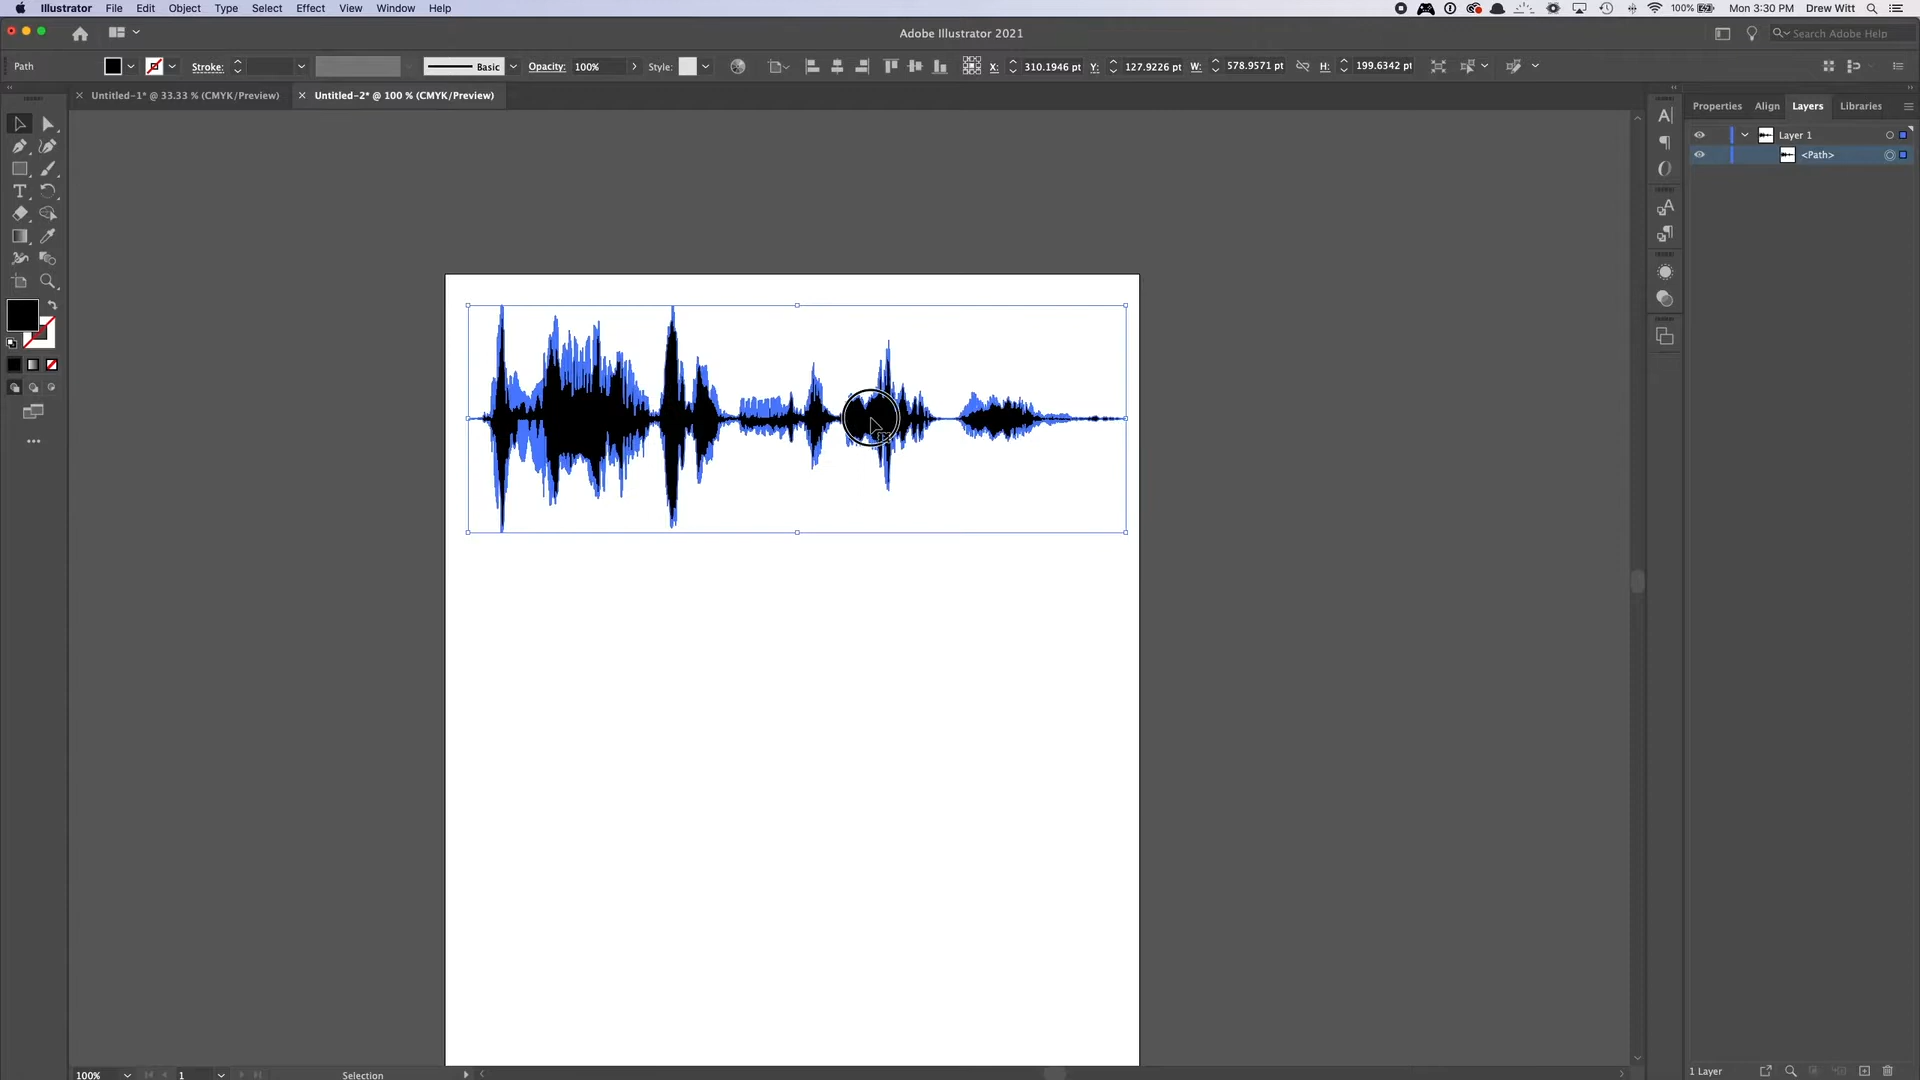 Illustrator File Edit Object Type Select Effect View Window Help 100% Mon 3:30 PM Drew Witt
Adobe Illustrator 2021 Search Adobe Help
Path Stroke: Basic Opacity: 100% Style: X: 310.1946 pt Y: 127.9226 pt W: 578.9571 pt H: 199.6342 pt
Untitled-1* @ 33.33 % (CMYK/Preview) Untitled-2* @ 100 % (CMYK/Preview)
Properties Align Layers Libraries
Layer 1
<Path>
100% 1 Selection 1 Layer